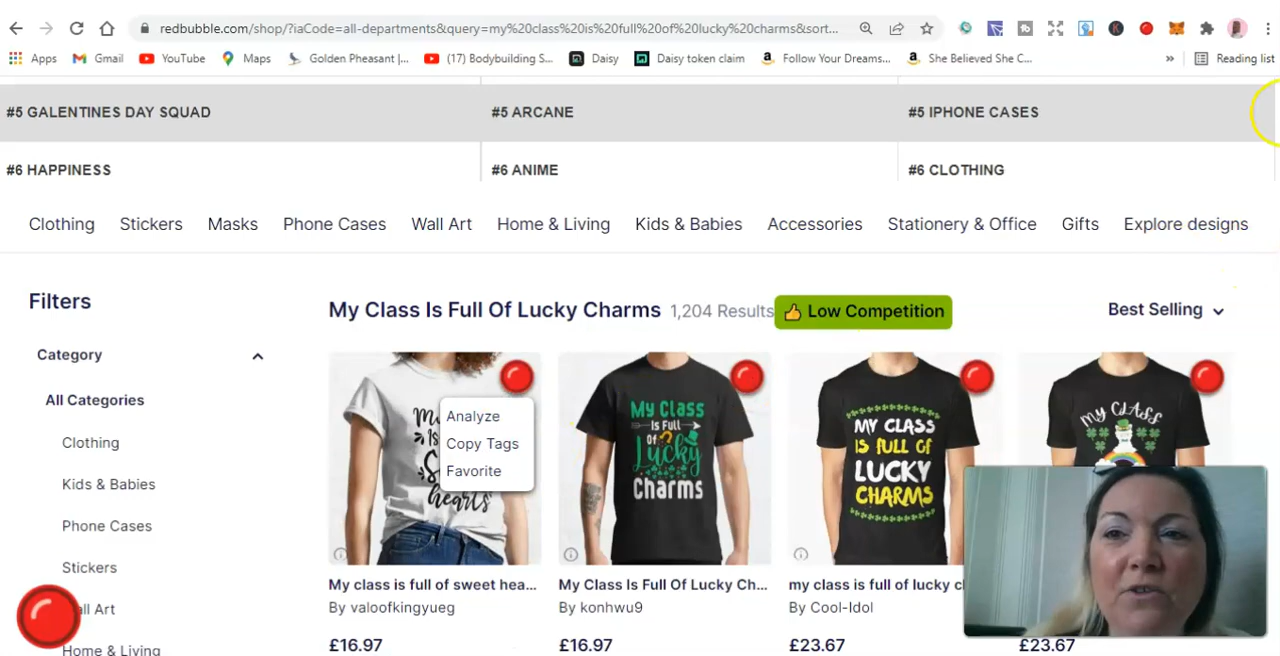 redbubble.com/shop/?iaCode=all-departments&query=my%20class%20is%20full%20of%20lucky%20charms&sort...
Apps Gmail YouTube Maps Golden Pheasant |... (17) Bodybuilding S... Daisy Daisy token claim Follow Your Dreams... She Believed She C... » Reading list
#5 GALENTINES DAY SQUAD #5 ARCANE #5 IPHONE CASES
#6 HAPPINESS #6 ANIME #6 CLOTHING
Clothing Stickers Masks Phone Cases Wall Art Home & Living Kids & Babies Accessories Stationery & Office Gifts Explore designs
Filters
My Class Is Full Of Lucky Charms 1,204 Results Low Competition Best Selling
Category
All Categories
Clothing
Kids & Babies
Phone Cases
Stickers
all Art
Home & Living
Analyze
Copy Tags
Favorite
hearts
My Class
Is Full
Of
Lucky
Charms
MY CLASS
IS FULL OF
LUCKY
CHARMS
MY CLASS
My class is full of sweet hea... My Class Is Full Of Lucky Ch... my class is full of lucky cl
By valoofkingyueg By konhwu9 By Cool-Idol
£16.97 £16.97 £23.67 £23.67